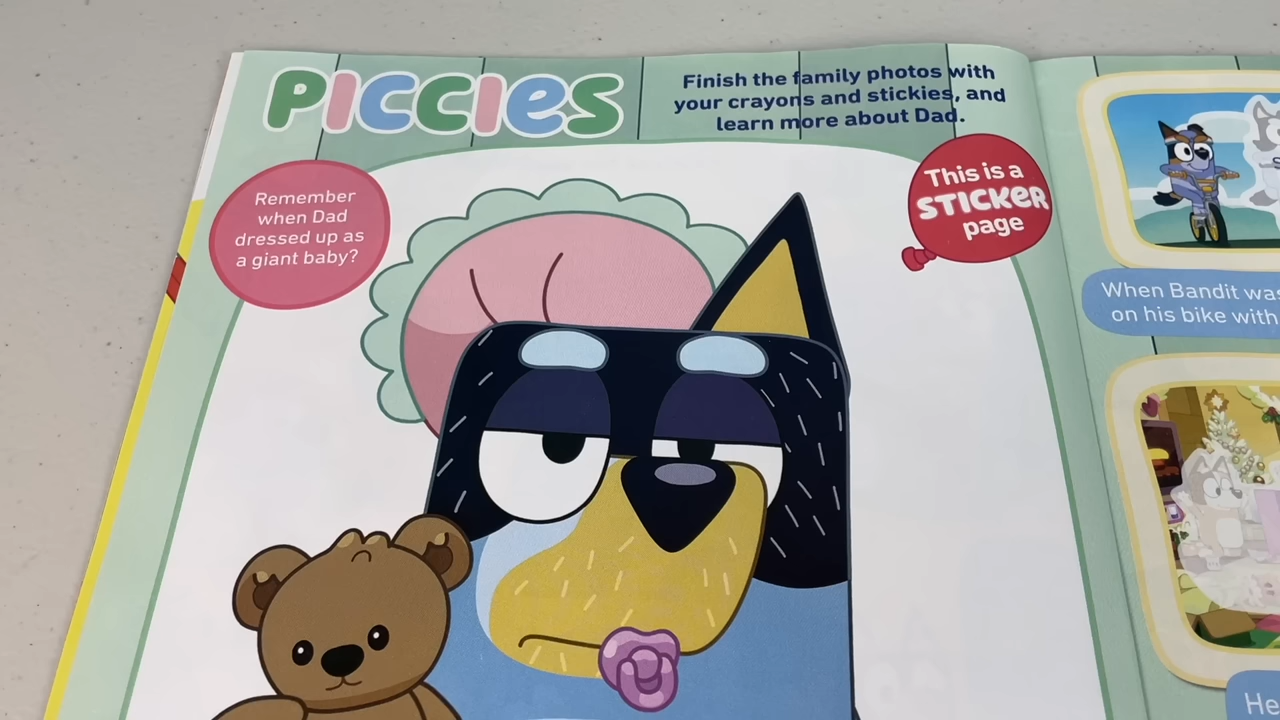 PICCIES
Finish the family photos with
your crayons and stickies, and
learn more about Dad.
Remember
when Dad
dressed up as
a giant baby?
This is a
STICKER
page
When Bandit was
on his bike with
He